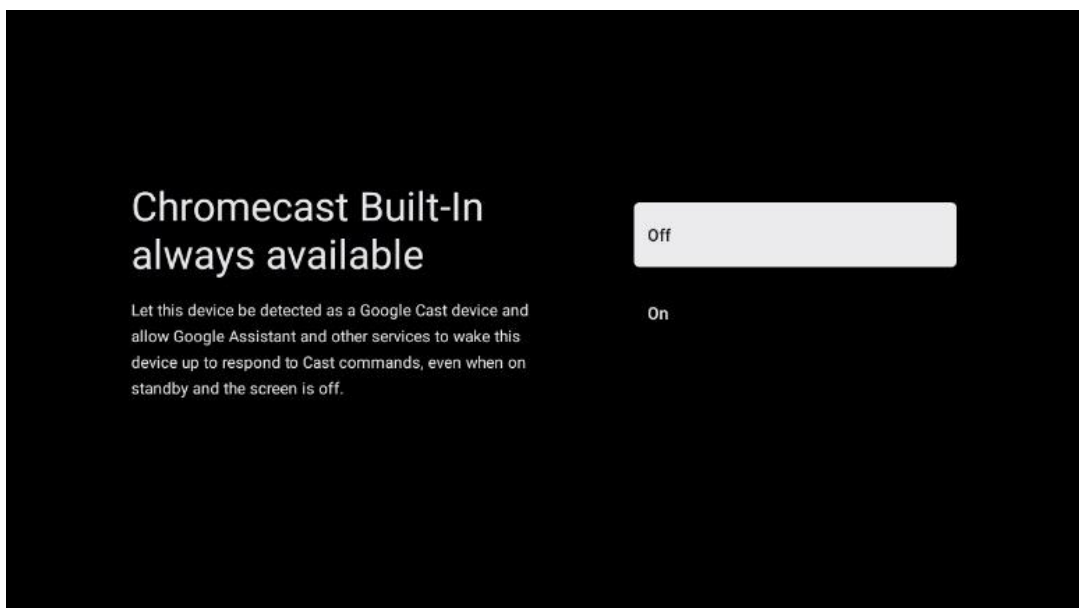 Chromecast Built-In
always available
Let this device be detected as a Google Cast device and
allow Google Assistant and other services to wake this
device up to respond to Cast commands, even when on
standby and the screen is off.
Off
On